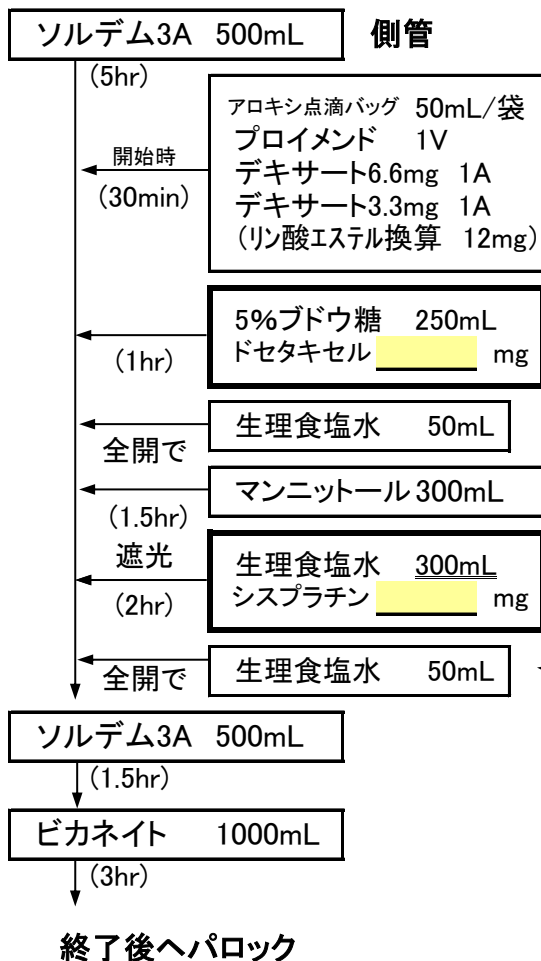 ソルデム3A 500mL 側管
(5hr)
アロキシ点滴バッグ 50mL/袋
プロイメンド 1V
開始時
デキサート6.6mg 1A
(30min)
デキサート3.3mg 1A
(リン酸エステル換算 12mg)
5%ブドウ糖 250mL
(1hr)
ドセタキセル mg
生理食塩水 50mL
全開で
マンニットール 300mL
(1.5hr)
遮光
生理食塩水 300mL
(2hr)
シスプラチン mg
生理食塩水 50mL
全開で
ソルデム3A 500mL
(1.5hr)
ビカネイト 1000mL
(3hr)
終了後ヘパロック